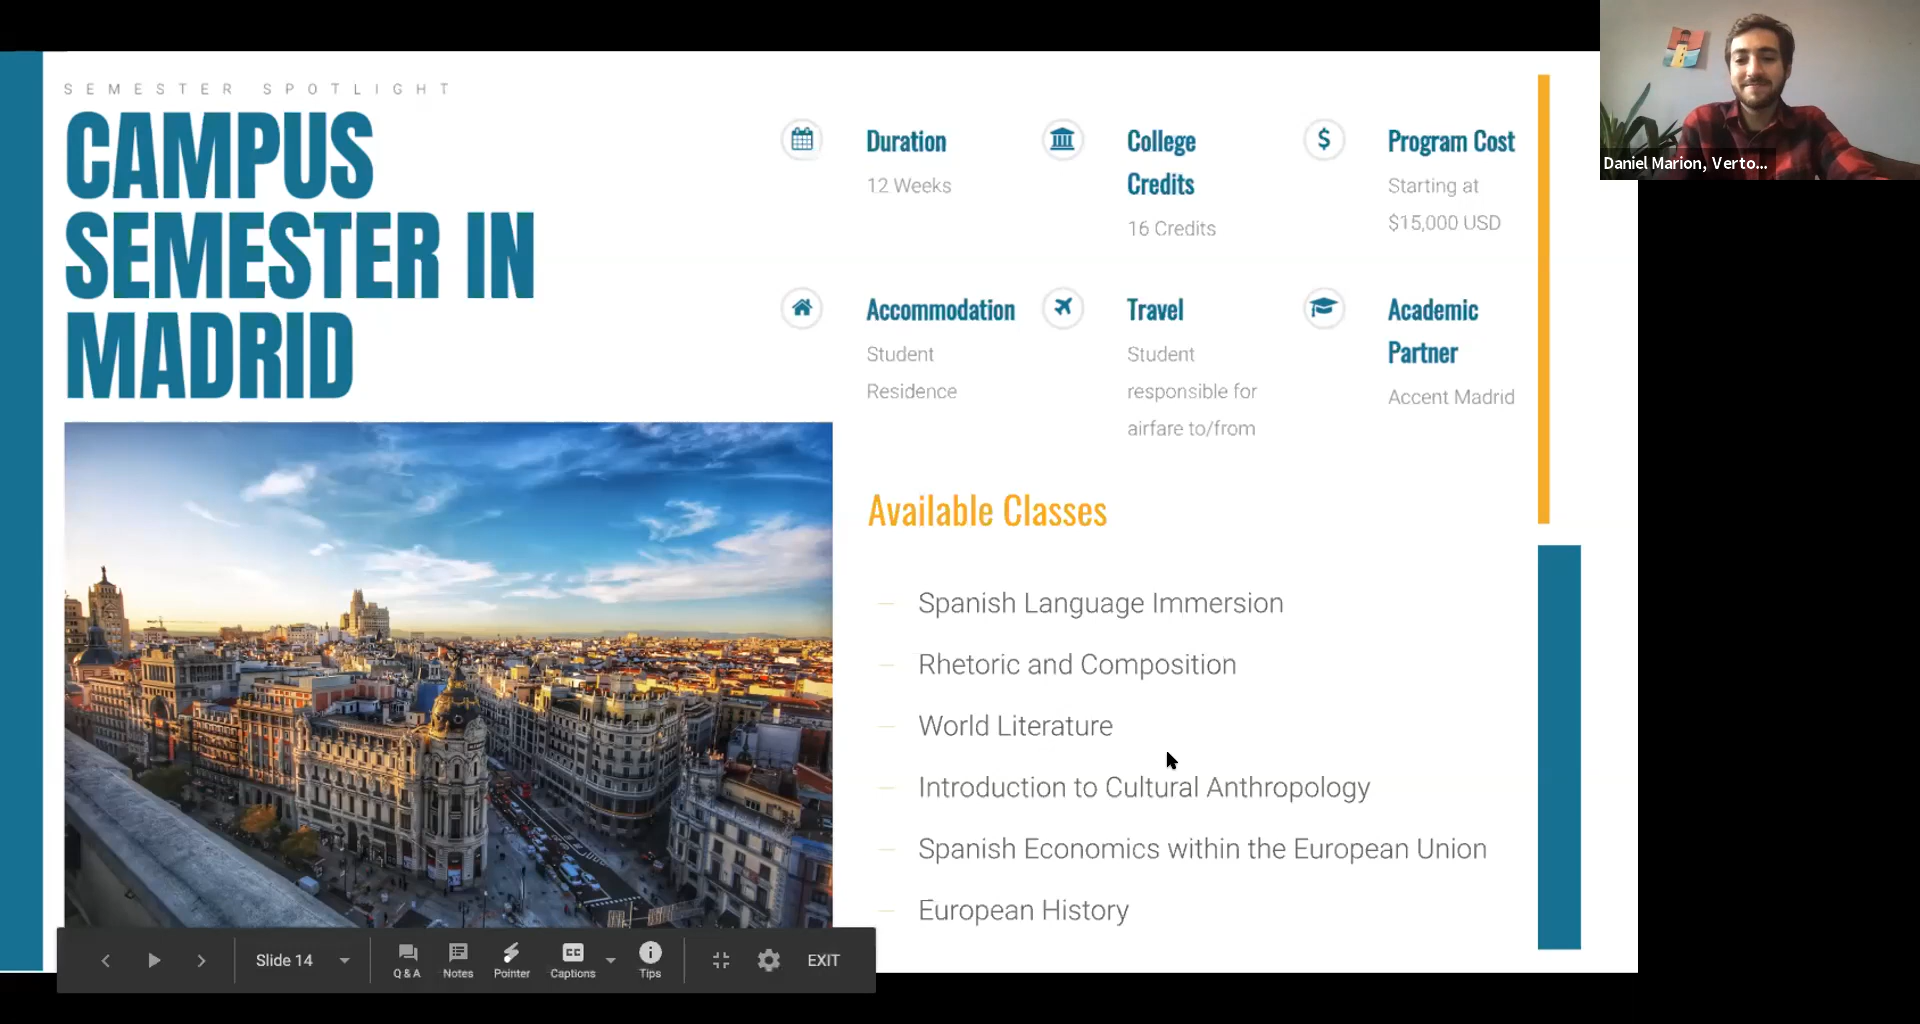 SEMESTER SPOTLIGHT
CAMPUS
SEMESTER IN
MADRID
Duration
12 Weeks
College
Credits
16 Credits
Program Cost
Starting at
$15,000 USD
Accommodation
Student
Residence
Travel
Student
responsible for
airfare to/from
Academic
Partner
Accent Madrid
Available Classes
Spanish Language Immersion
Rhetoric and Composition
World Literature
Introduction to Cultural Anthropology
Spanish Economics within the European Union
European History
Slide 14
Q & A
Notes
Pointer
CC
Captions
Tips
EXIT
Daniel Marion, Verto...